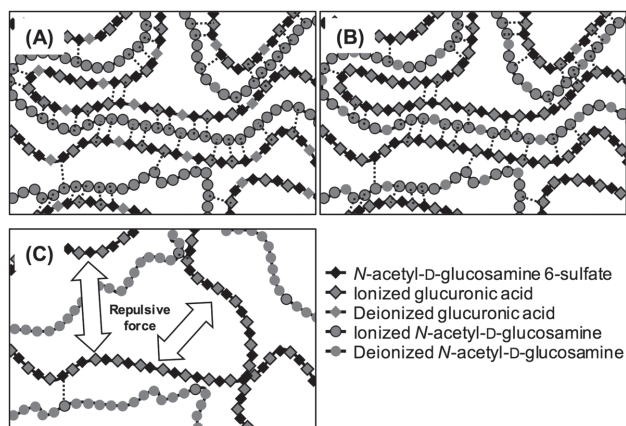 (A)
(B)
(C)
Repulsive
force
N-acetyl-D-glucosamine 6-sulfate
Ionized glucuronic acid
Deionized glucuronic acid
Ionized N-acetyl-D-glucosamine
Deionized N-acetyl-D-glucosamine